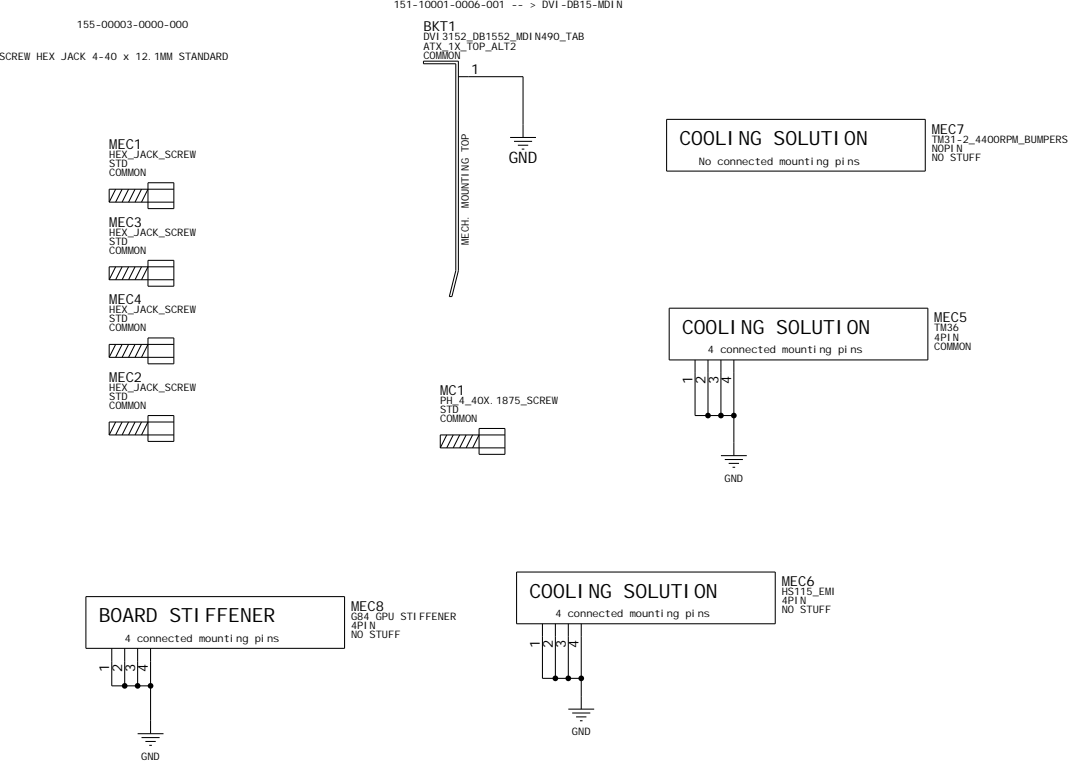 151-10001-0006-001 -- > DVI-DB15-MDIN
155-00003-0000-000
SCREW HEX JACK 4-40 x 12.1MM STANDARD
BKT1
DVI3152_DB1552_MDIN490_TAB
ATX_1X_TOP_ALT2
COMMON
1
GND
MECH. MOUNTING TOP
MEC1
HEX_JACK_SCREW
STD
COMMON
MEC3
HEX_JACK_SCREW
STD
COMMON
MEC4
HEX_JACK_SCREW
STD
COMMON
MEC2
HEX_JACK_SCREW
STD
COMMON
MC1
PH_4_40X.1875_SCREW
STD
COMMON
COOLING SOLUTION
No connected mounting pins
MEC7
TM31-2_4400RPM_BUMPERS
NOPIN
NO STUFF
COOLING SOLUTION
4 connected mounting pins
MEC5
TM36
4PIN
COMMON
1 2 3 4
GND
BOARD STIFFENER
4 connected mounting pins
MEC8
G84 GPU STIFFENER
4PIN
NO STUFF
1 2 3 4
GND
COOLING SOLUTION
4 connected mounting pins
MEC6
HS115_EMI
4PIN
NO STUFF
1 2 3 4
GND